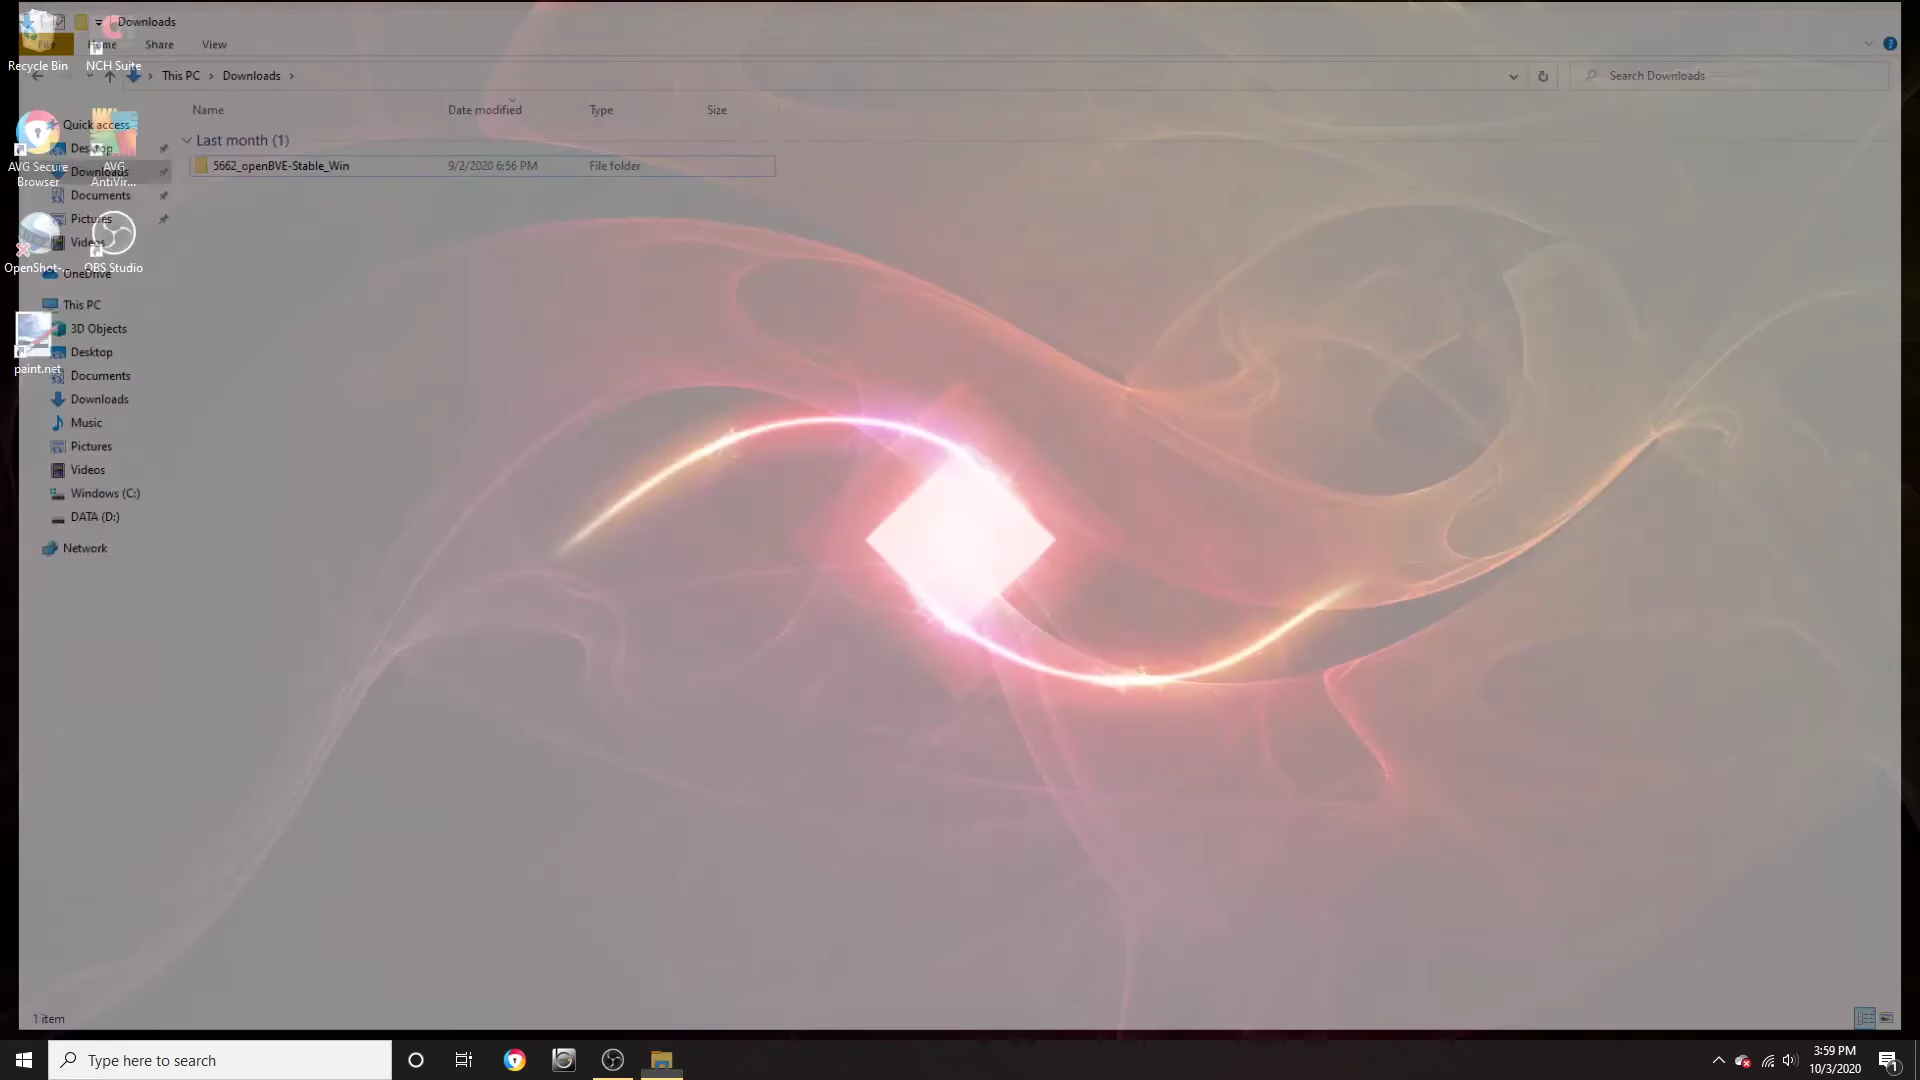 Downloads
File
Home
Share
View
Recycle Bin
NCH Suite
This PC
Downloads
Search Downloads
Name
Date modified
Type
Size
Quick access
Last month (1)
Desktop
5662_openBVE-Stable_Win
9/2/2020 6:56 PM
File folder
AVG Secure
Browser
AVG
AntiVir...
Downloads
Documents
Pictures
Videos
OpenShot-...
OBS Studio
OneDrive
This PC
3D Objects
Desktop
paint.net
Documents
Downloads
Music
Pictures
Videos
Windows (C:)
DATA (D:)
Network
1 item
Type here to search
3:59 PM
10/3/2020
1